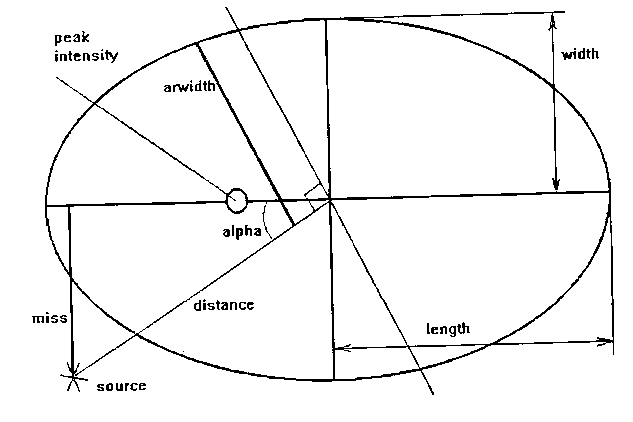 peak
intensity
width
arwidth
alpha
distance
miss
length
source